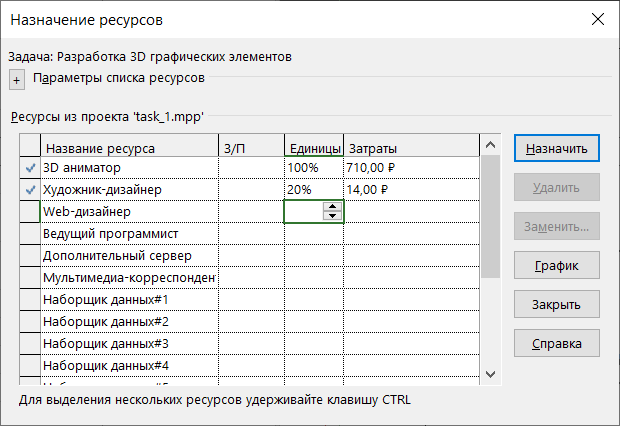 Назначение ресурсов
Задача: Разработка 3D графических элементов
+ Параметры списка ресурсов
Ресурсы из проекта 'task_1.mpp'
Название ресурса З/П Единицы Затраты
3D аниматор 100% 710,00 ₽
Художник-дизайнер 20% 14,00 ₽
Web-дизайнер
Ведущий программист
Дополнительный сервер
Мультимедиа-корреспонден
Наборщик данных#1
Наборщик данных#2
Наборщик данных#3
Наборщик данных#4
Назначить
Удалить
Заменить...
График
Закрыть
Справка
Для выделения нескольких ресурсов удерживайте клавишу CTRL